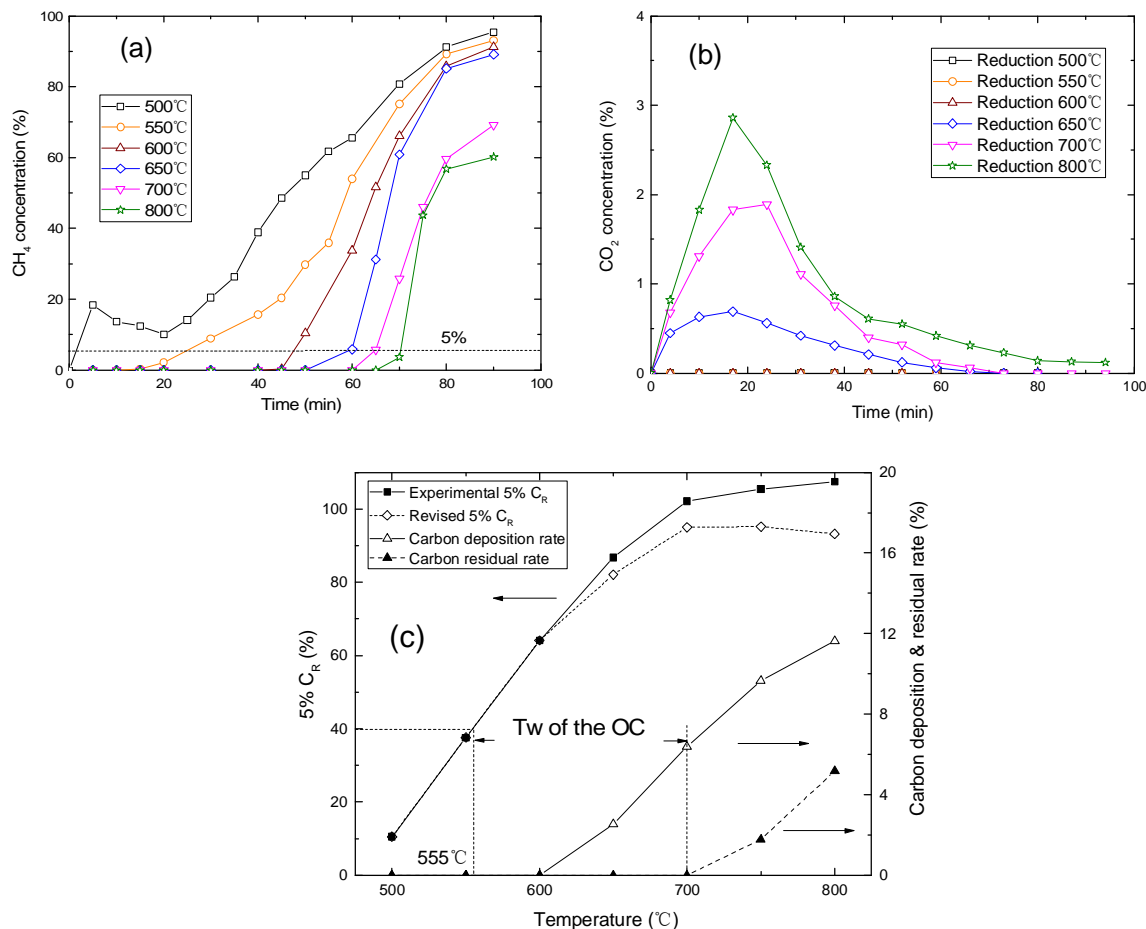 (a)
CH4 concentration (%)
100
80
60
40
20
0
500℃
550℃
600℃
650℃
700℃
800℃
5%
0 20 40 60 80 100
Time (min)
(b)
CO2 concentration (%)
4
3
2
1
0
Reduction 500℃
Reduction 550℃
Reduction 600℃
Reduction 650℃
Reduction 700℃
Reduction 800℃
0 20 40 60 80 100
Time (min)
Experimental 5% CR
Revised 5% CR
Carbon deposition rate
Carbon residual rate
(c)
5% CR (%)
100
80
60
40
20
0
Tw of the OC
555℃
20
16
12
8
4
0
Carbon deposition & residual rate (%)
500 600 700 800
Temperature (℃)